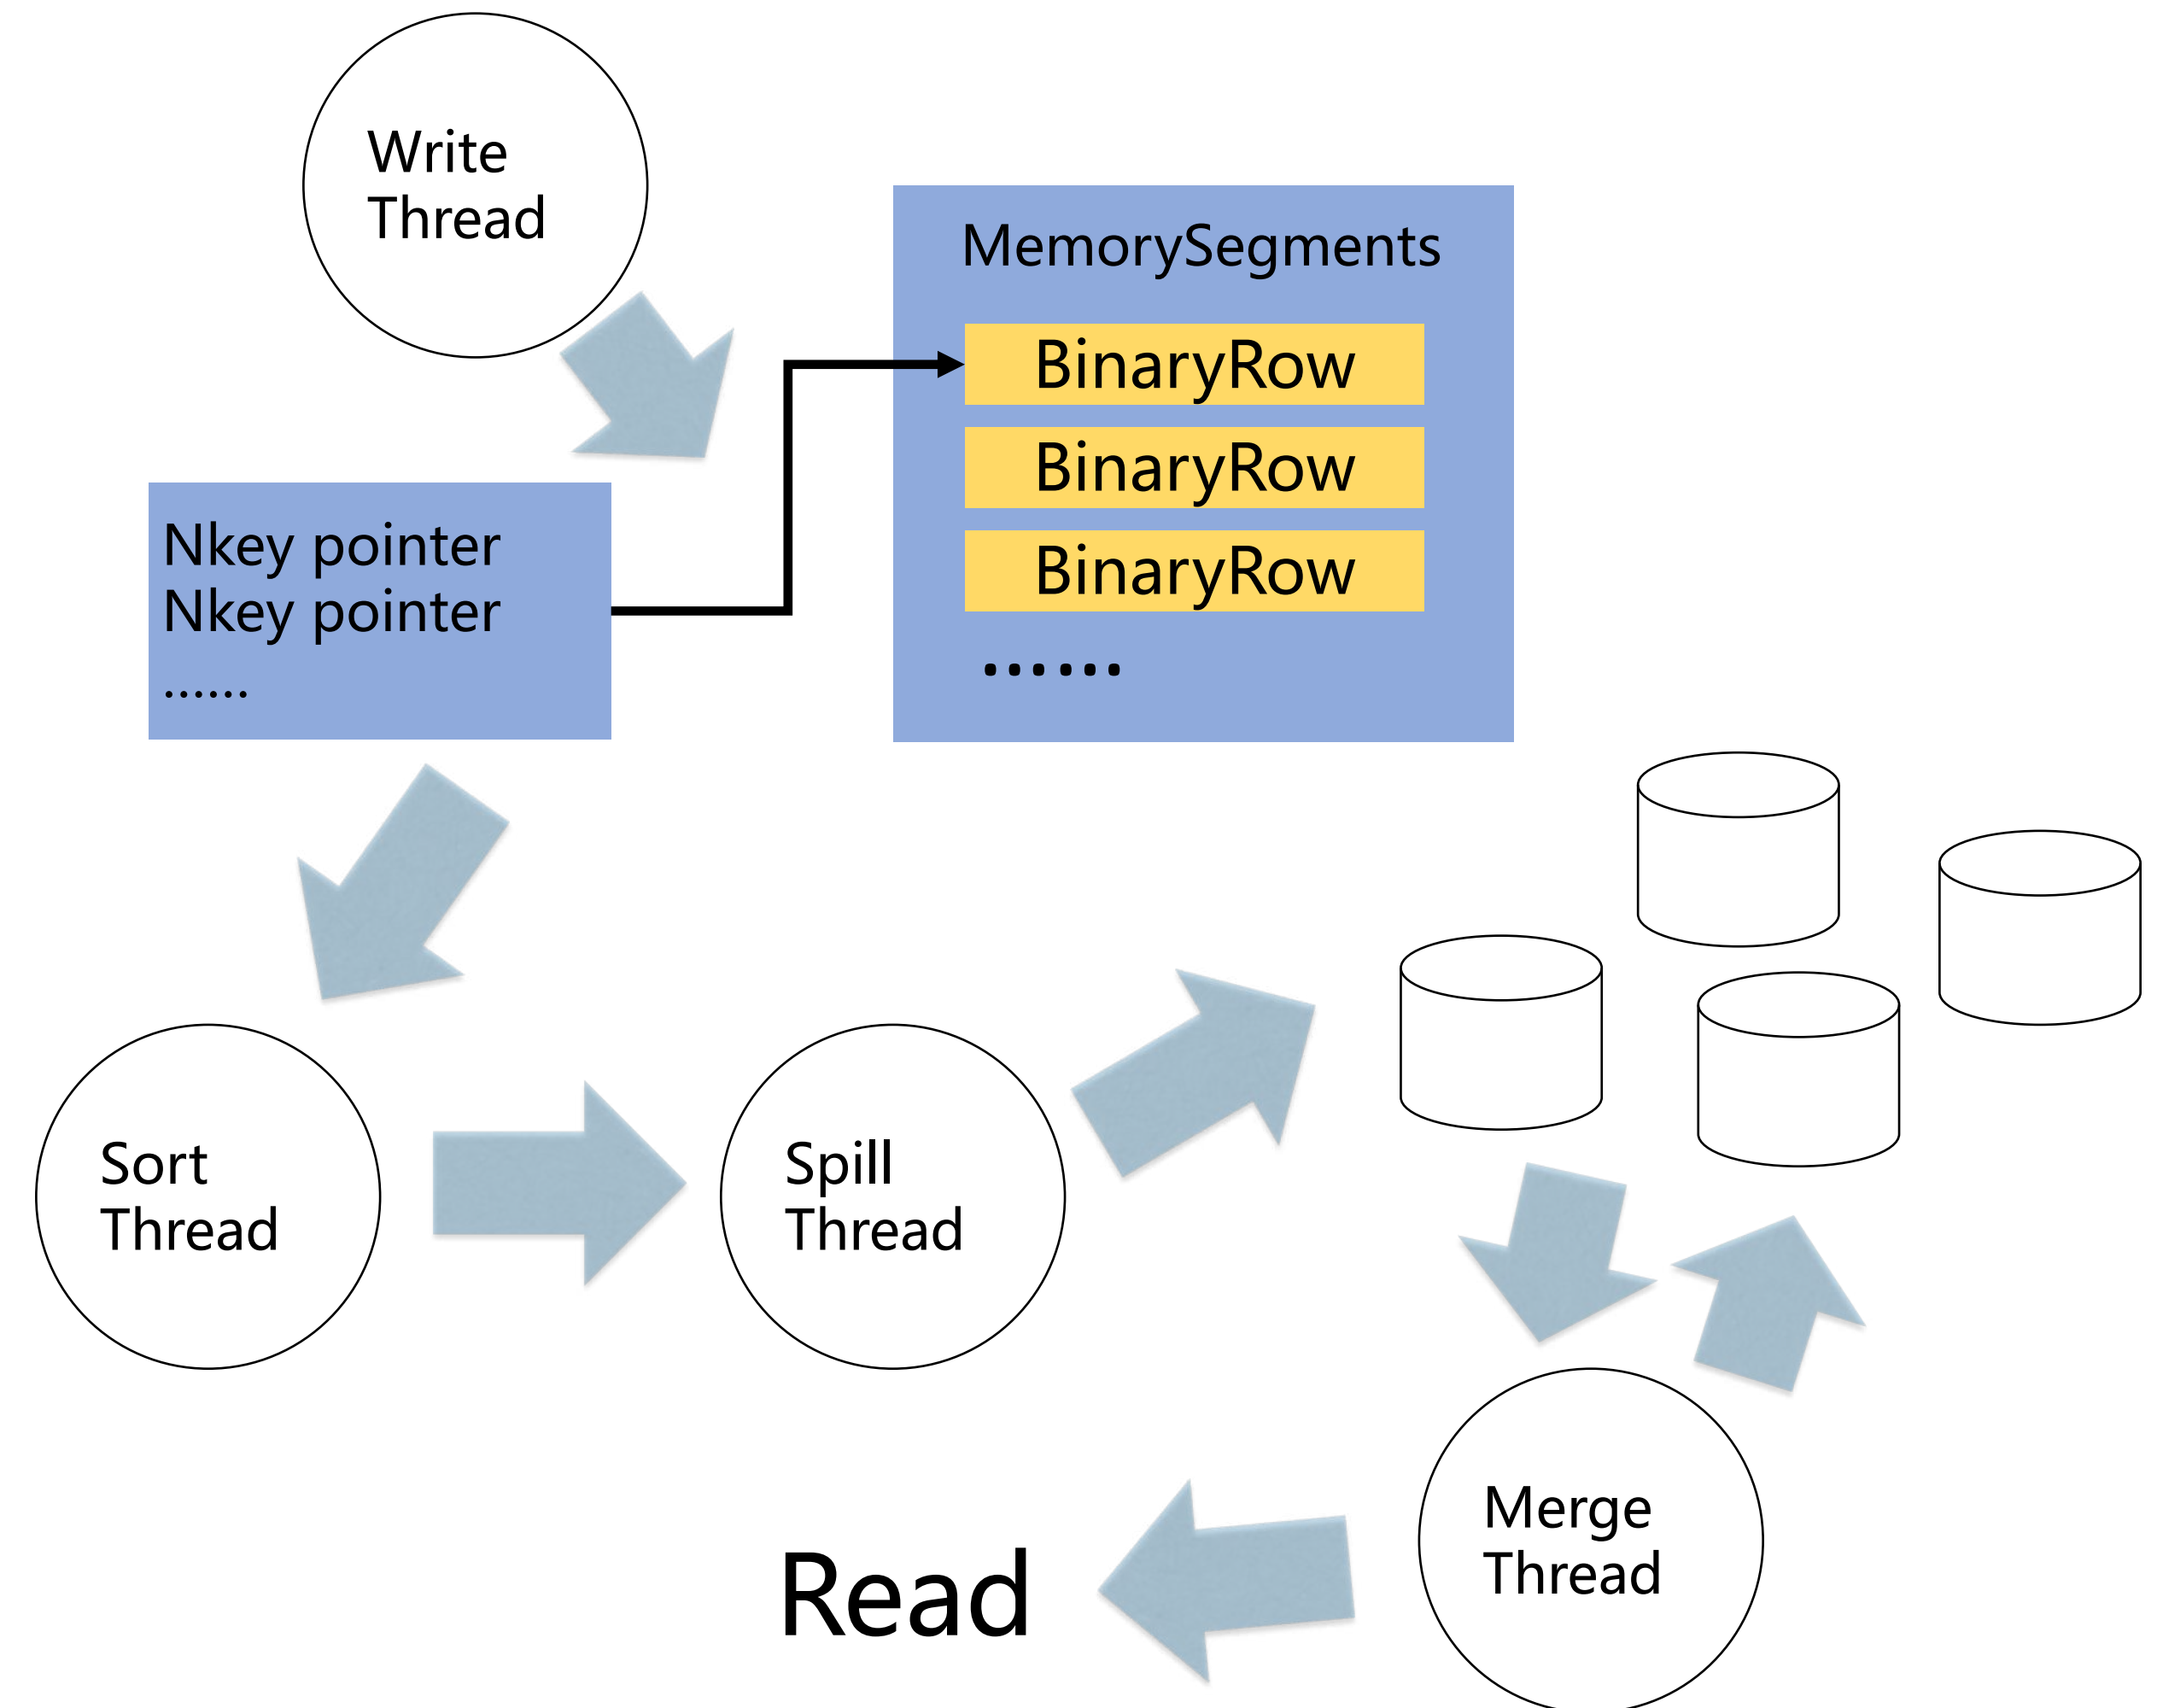 Write
Thread
MemorySegments
BinaryRow
BinaryRow
BinaryRow
......
Nkey pointer
Nkey pointer
......
Sort
Thread
Spill
Thread
Merge
Thread
Read